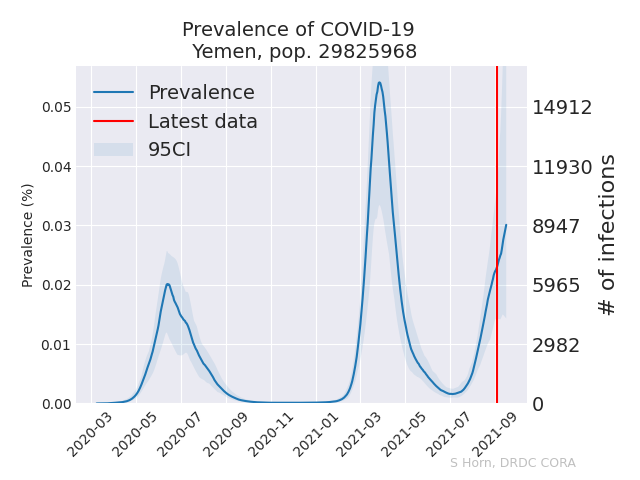 Prevalence of COVID-19
Yemen, pop. 29825968
Prevalence
Latest data
95CI
Prevalence (%)
0.05
0.04
0.03
0.02
0.01
0.00
14912
11930
8947
5965
2982
0
# of infections
2020-03
2020-05
2020-07
2020-09
2020-11
2021-01
2021-03
2021-05
2021-07
2021-09
S Horn, DRDC CORA